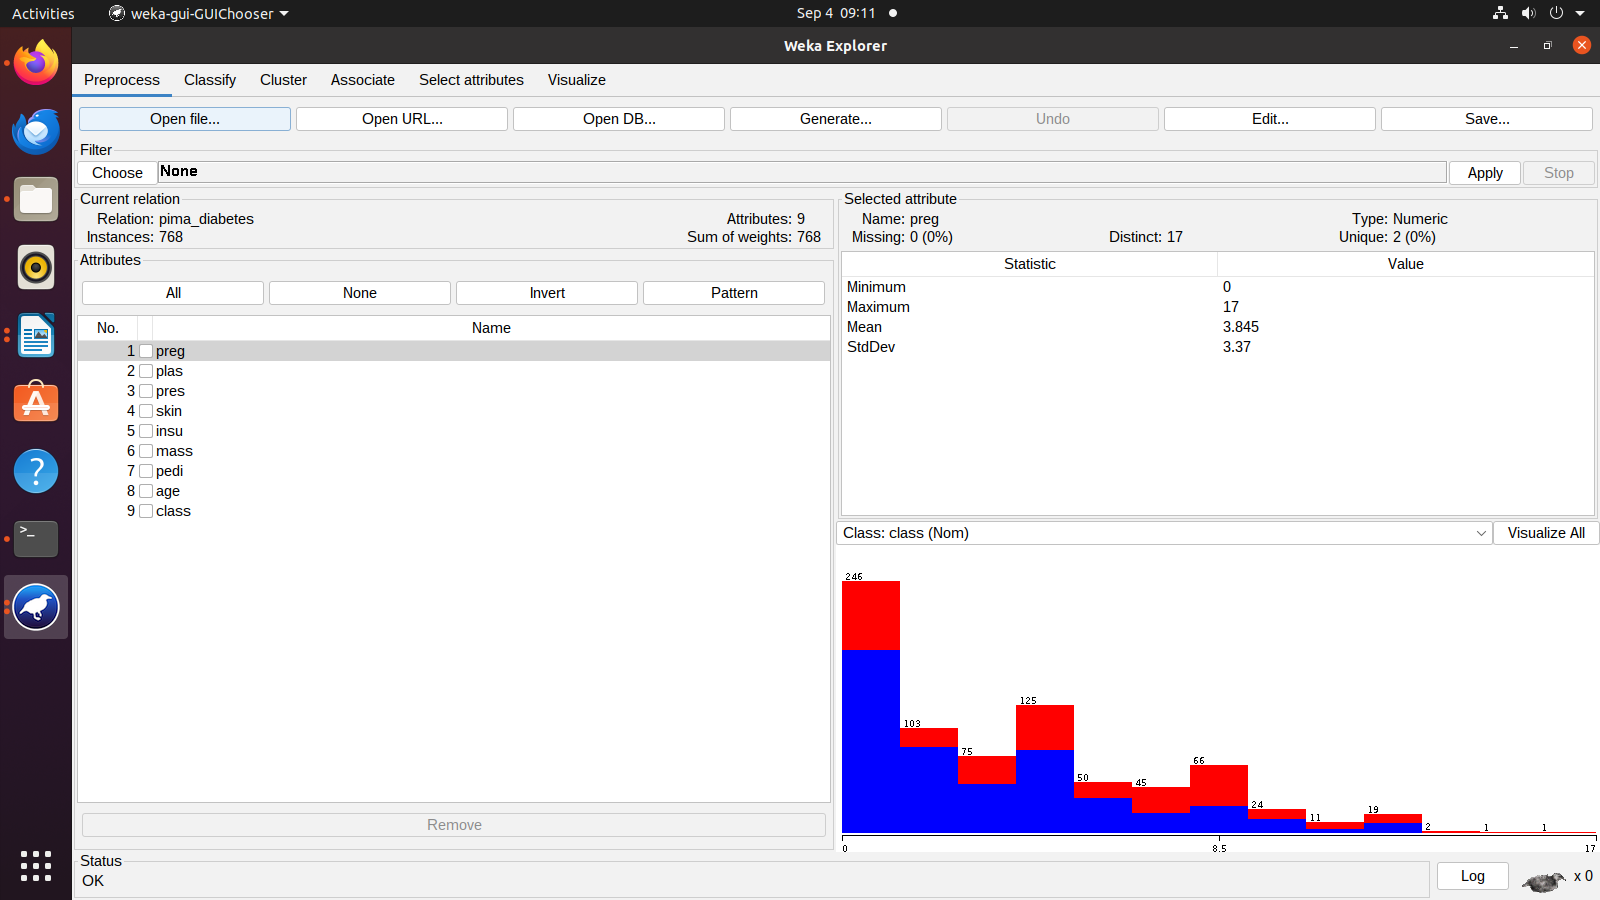 Activities
weka-gui-GUIChooser
Sep 4 09:11
Weka Explorer
Preprocess Classify Cluster Associate Select attributes Visualize
Open file... Open URL... Open DB... Generate... Undo Edit... Save...
Filter
Choose None Apply Stop
Current relation
Relation: pima_diabetes Attributes: 9
Instances: 768 Sum of weights: 768
Attributes
All None Invert Pattern
No. Name
1 preg
2 plas
3 pres
4 skin
5 insu
6 mass
7 pedi
8 age
9 class
Remove
Selected attribute
Name: preg Type: Numeric
Missing: 0 (0%) Distinct: 17 Unique: 2 (0%)
Statistic Value
Minimum 0
Maximum 17
Mean 3.845
StdDev 3.37
Class: class (Nom) Visualize All
246
103
75
125
50
45
66
24
11
19
2
1
1
0 8.5 17
Status
OK
Log x 0